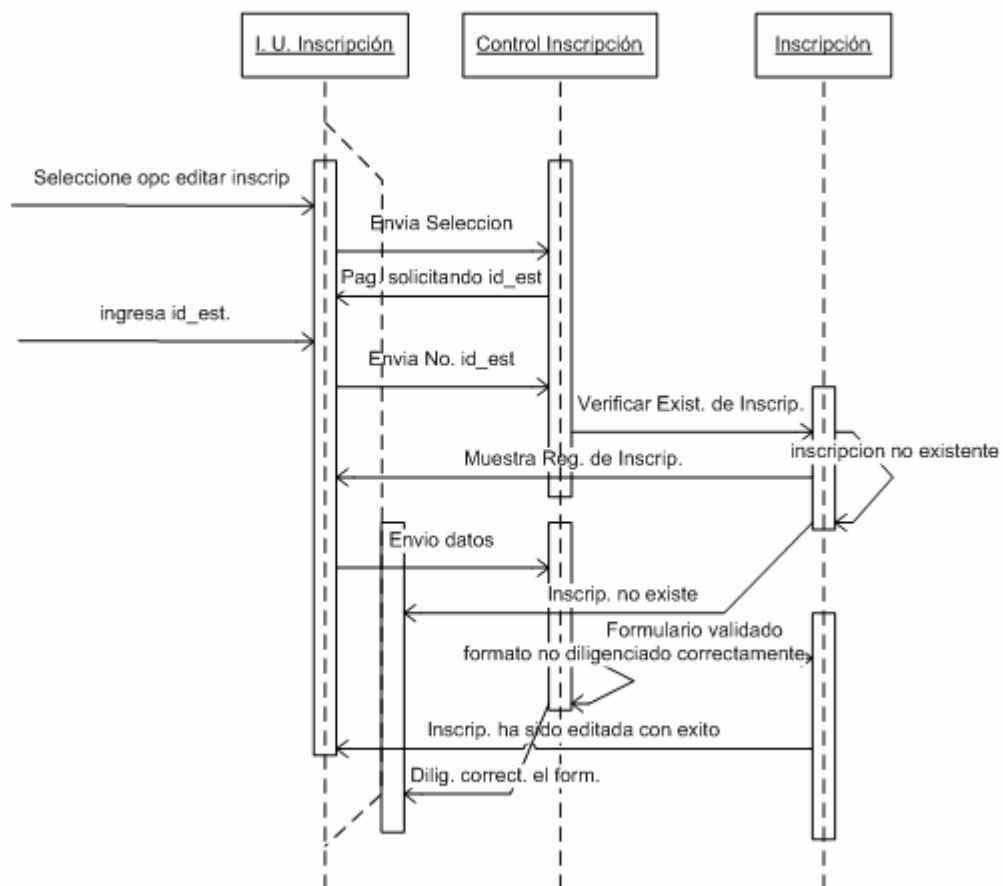 I. U. Inscripción
Control Inscripción
Inscripción
Seleccione opc editar inscrip
Envia Seleccion
Pag. solicitando id_est
ingresa id_est.
Envia No. id_est
Verificar Exist. de Inscrip.
inscripcion no existente
Muestra Reg. de Inscrip.
Envio datos
Inscrip. no existe
Formulario validado
formato no diligenciado correctamente
Inscrip. ha sido editada con exito
Dilig. correct. el form.